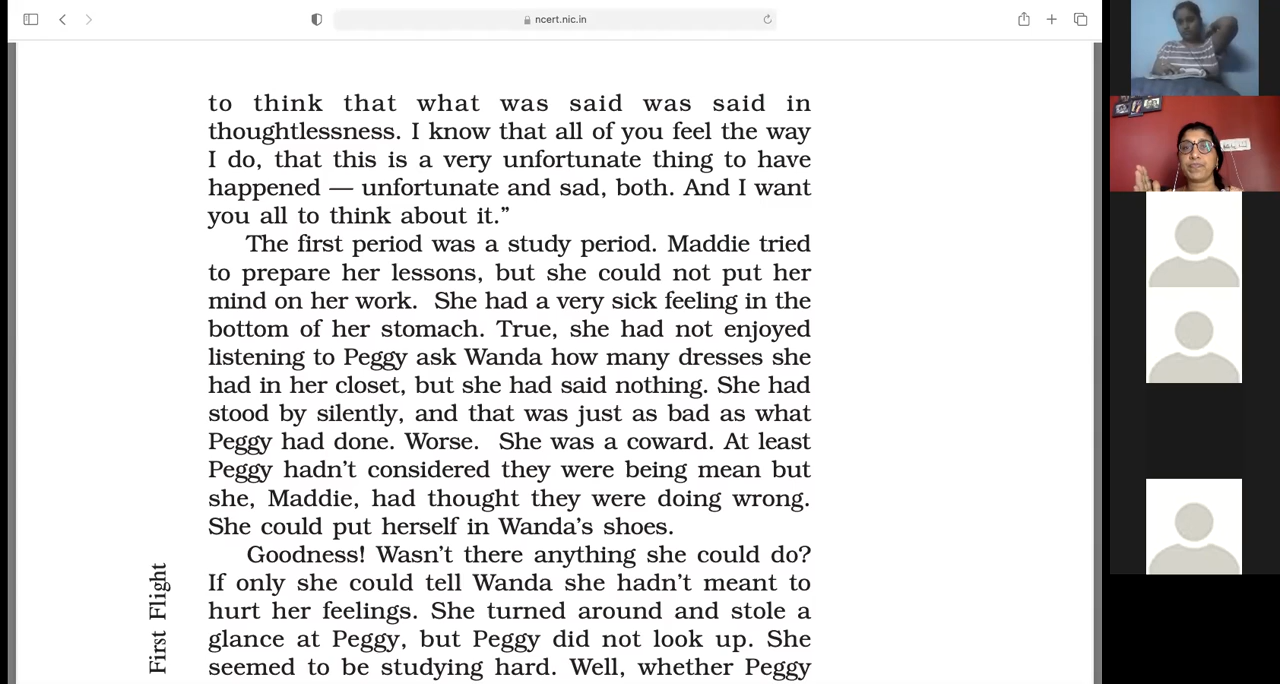 ncert.nic.in
to think that what was said was said in
thoughtlessness. I know that all of you feel the way
I do, that this is a very unfortunate thing to have
happened — unfortunate and sad, both. And I want
you all to think about it.”
The first period was a study period. Maddie tried
to prepare her lessons, but she could not put her
mind on her work. She had a very sick feeling in the
bottom of her stomach. True, she had not enjoyed
listening to Peggy ask Wanda how many dresses she
had in her closet, but she had said nothing. She had
stood by silently, and that was just as bad as what
Peggy had done. Worse. She was a coward. At least
Peggy hadn’t considered they were being mean but
she, Maddie, had thought they were doing wrong.
She could put herself in Wanda’s shoes.
Goodness! Wasn’t there anything she could do?
If only she could tell Wanda she hadn’t meant to
hurt her feelings. She turned around and stole a
glance at Peggy, but Peggy did not look up. She
seemed to be studying hard. Well, whether Peggy
First Flight